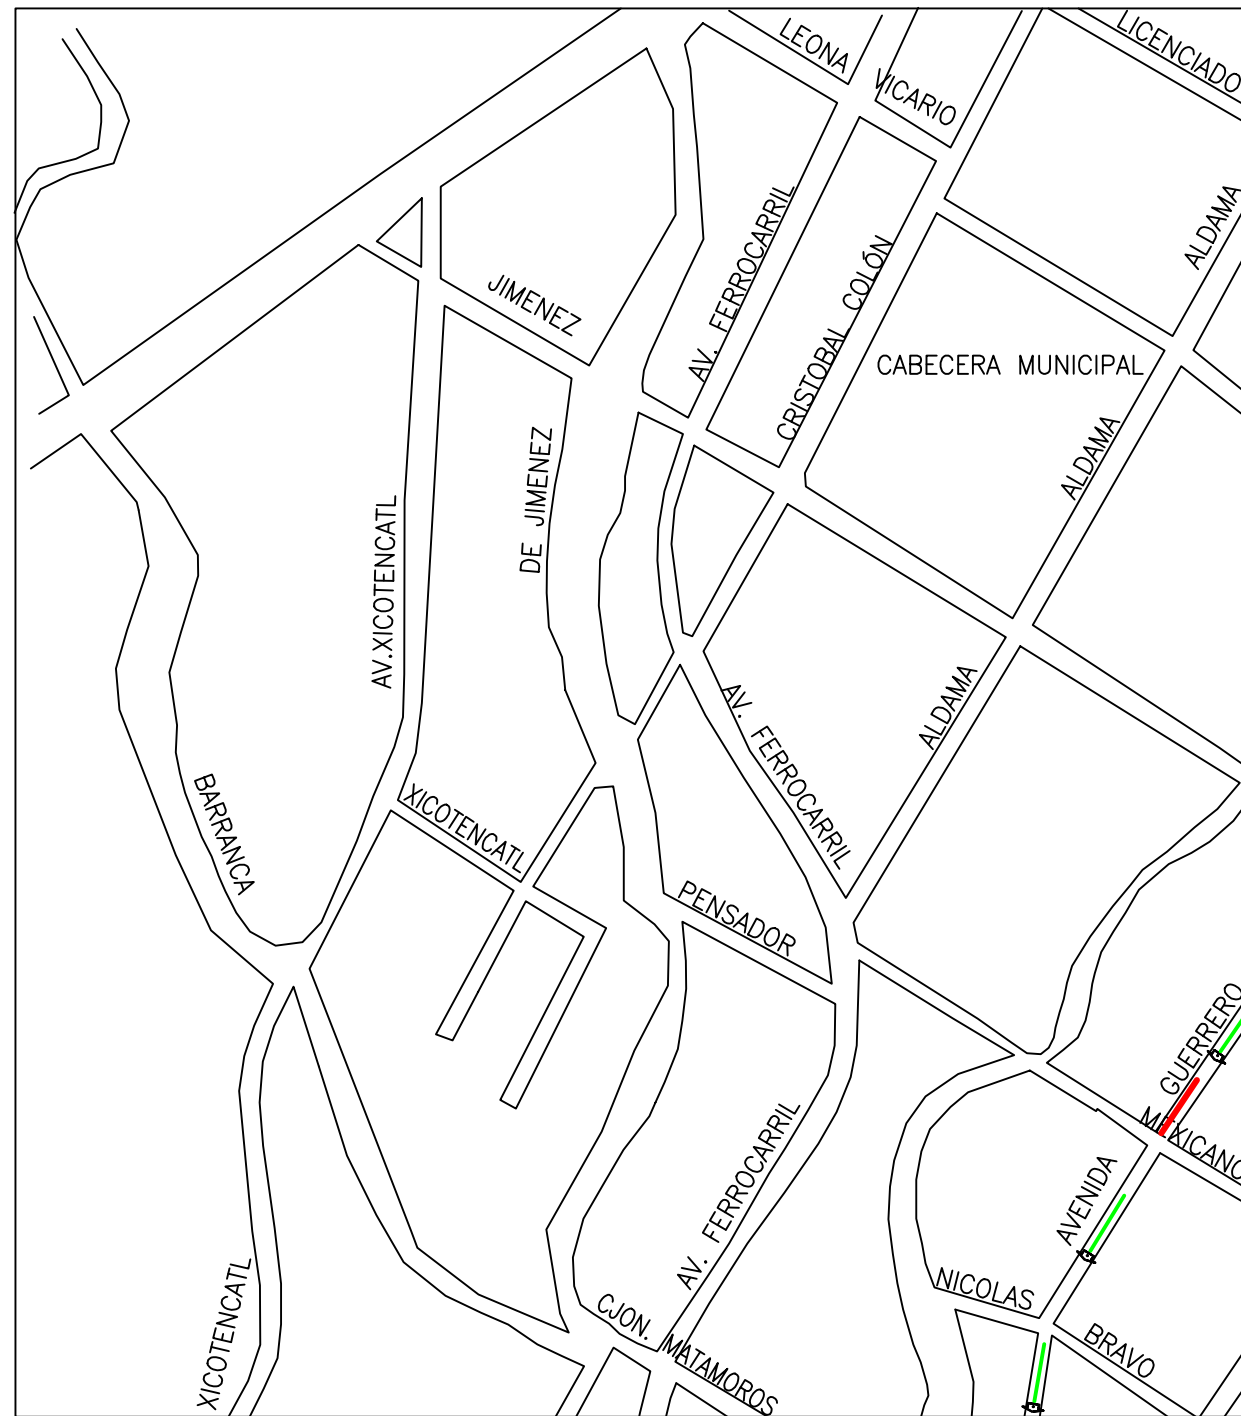 LEONA
VICARIO
LICENCIADO
ALDAMA
AV. FERROCARRIL
CRISTOBAL COLÓN
JIMENEZ
CABECERA MUNICIPAL
ALDAMA
DE JIMENEZ
AV.XICOTENCATL
ALDAMA
AV. FERROCARRIL
BARRANCA
XICOTENCATL
PENSADOR
GUERRERO
MEXICANO
AV. FERROCARRIL
AVENIDA
NICOLAS
BRAVO
XICOTENCATL
CJON. MATAMOROS